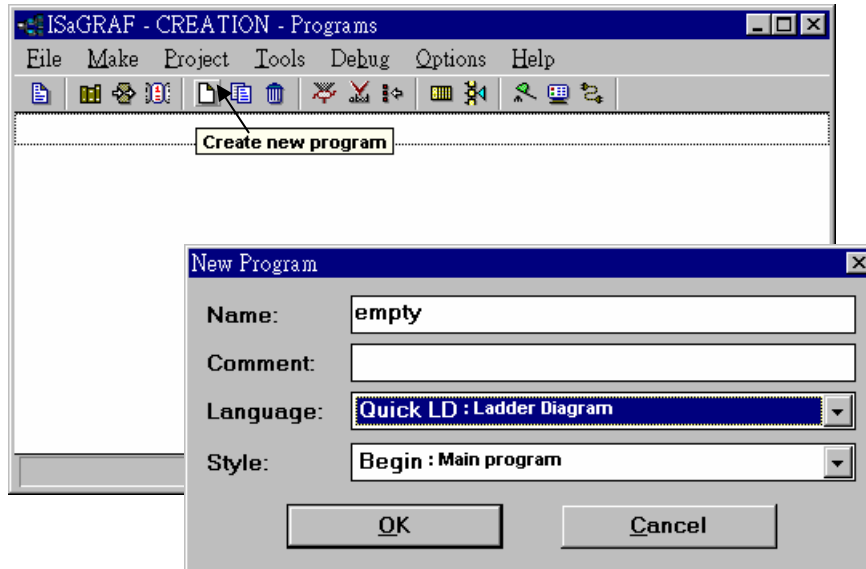 ISaGRAF - CREATION - Programs
File Make Project Tools Debug Options Help
Create new program
New Program
Name: empty
Comment:
Language: Quick LD : Ladder Diagram
Style: Begin : Main program
OK Cancel